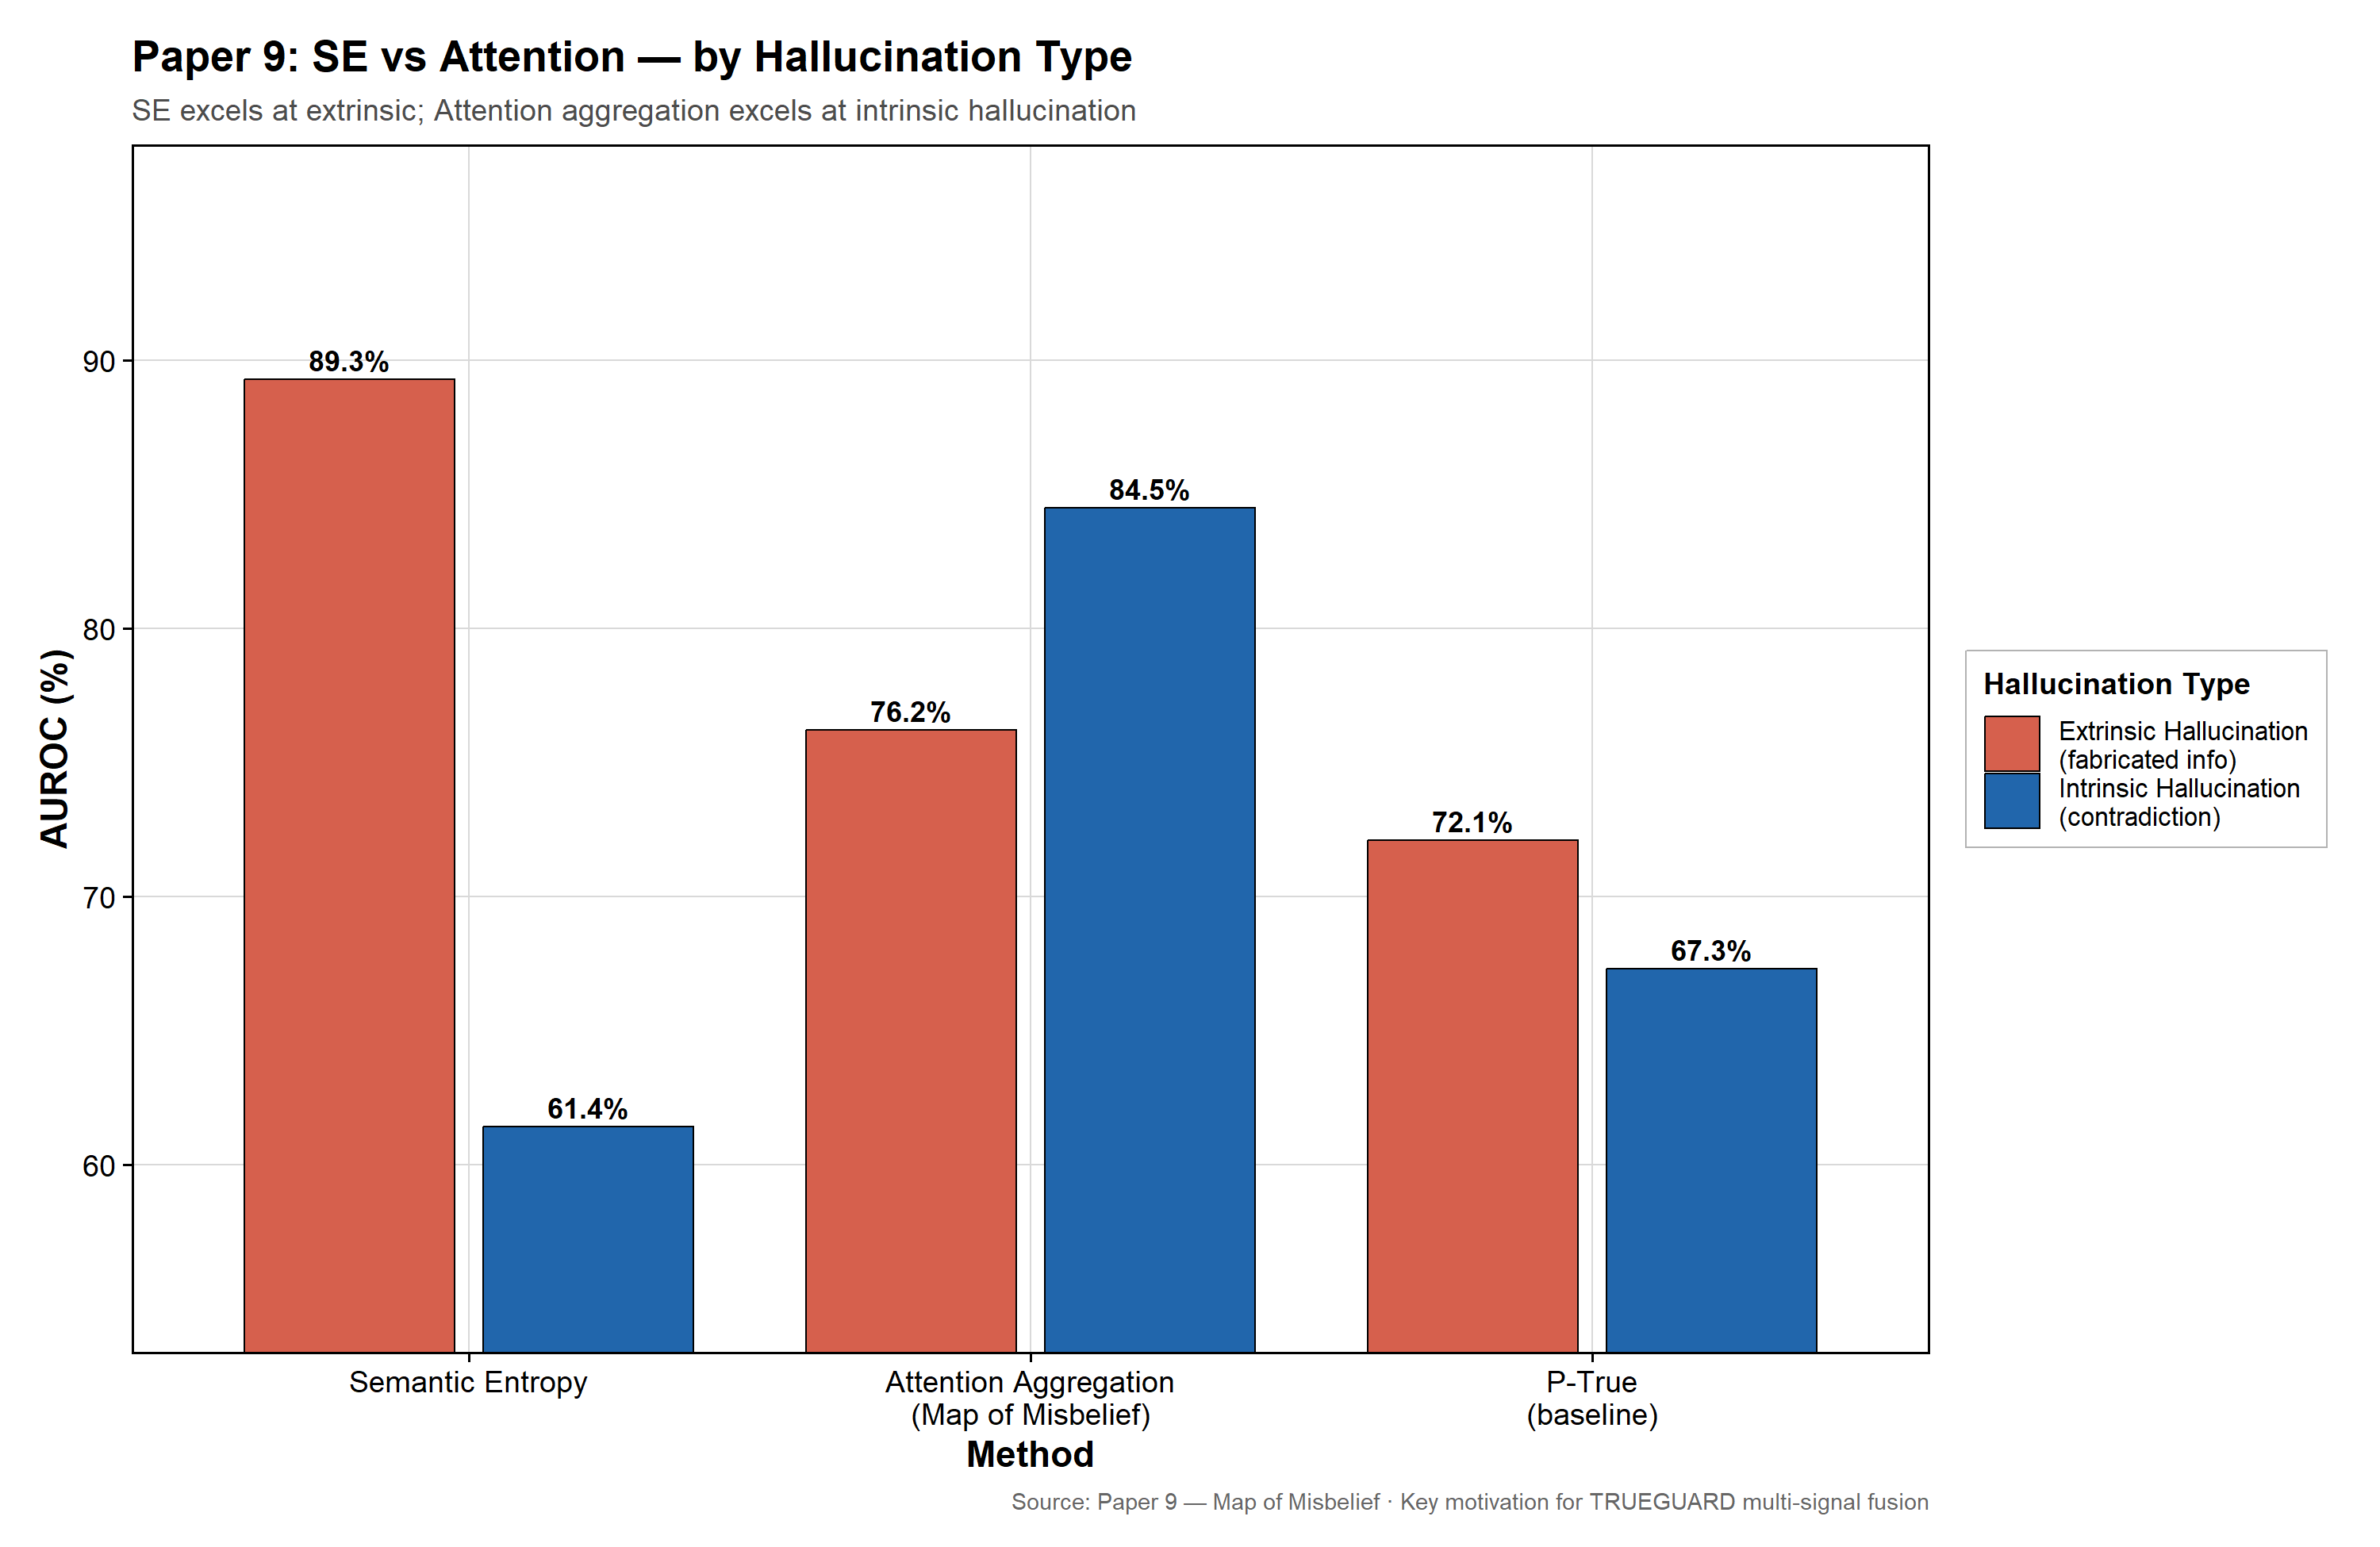 Paper 9: SE vs Attention — by Hallucination Type
SE excels at extrinsic; Attention aggregation excels at intrinsic hallucination
AUROC (%)
90
80
70
60
89.3%
61.4%
76.2%
84.5%
72.1%
67.3%
Semantic Entropy
Attention Aggregation
(Map of Misbelief)
P-True
(baseline)
Method
Hallucination Type
Extrinsic Hallucination
(fabricated info)
Intrinsic Hallucination
(contradiction)
Source: Paper 9 — Map of Misbelief · Key motivation for TRUEGUARD multi-signal fusion